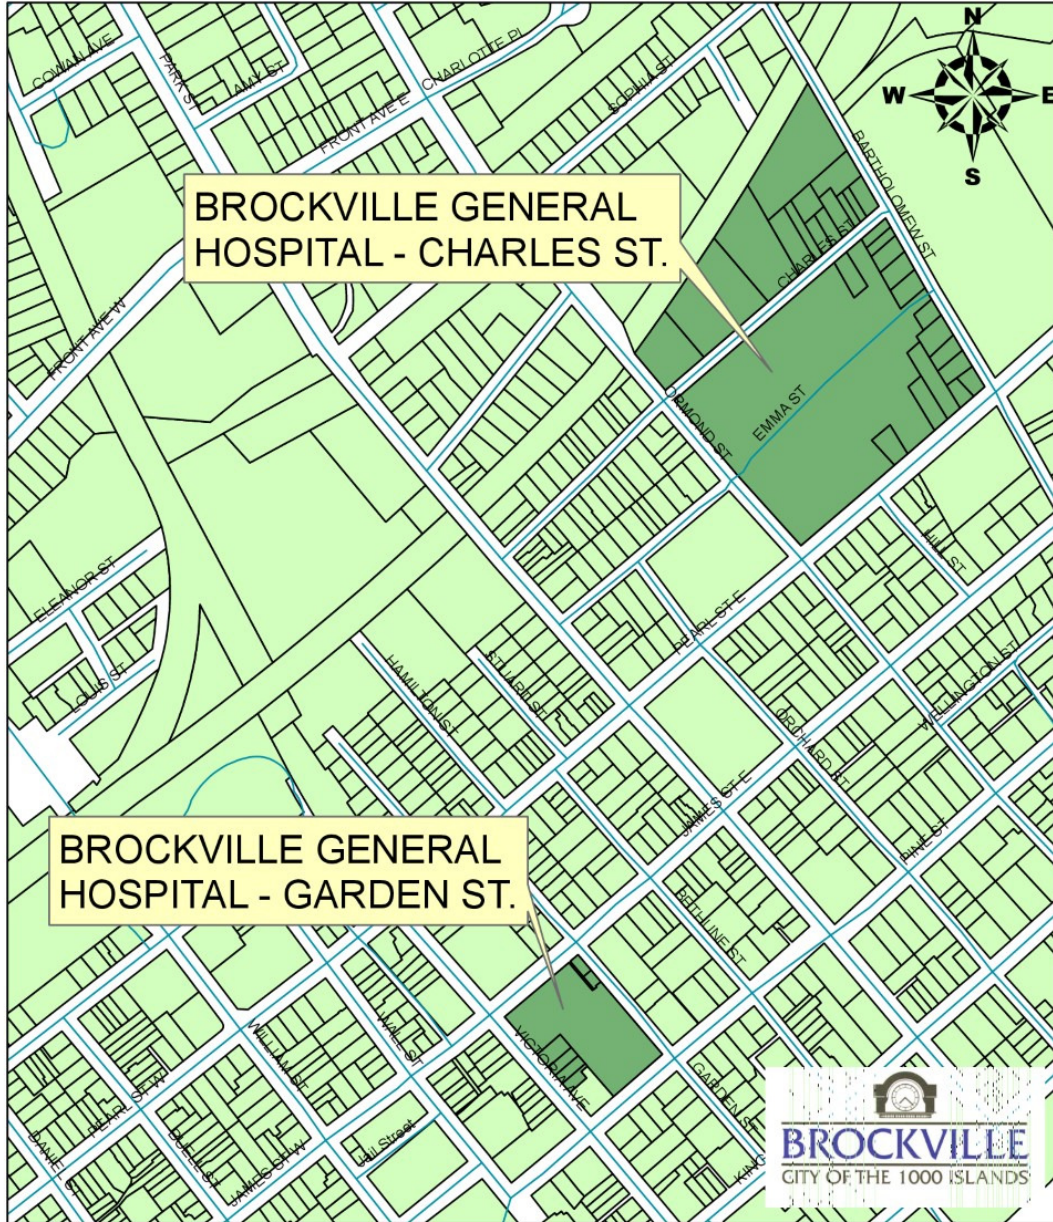 N
W
E
S
COWAN AVE
PARK ST
AMY ST
CHARLOTTE PL
FRONT AVE E
SOPHIA ST
BARTHOLOMEW ST
BROCKVILLE GENERAL
HOSPITAL - CHARLES ST.
CHARLES ST
FRONT AVE W
ORMOND ST
EMMA ST
HILL ST
ELEANOR ST
LOUIS ST
PEARL ST E
HAMILTON ST
STUART ST
WELLINGTON ST
ORCHARD ST
JAMES ST E
PINE ST
BROCKVILLE GENERAL
HOSPITAL - GARDEN ST.
BETHUNE ST
WILLIAM ST
WALL ST
VICTORIA AVE
GARDEN ST
PEARL ST W
BUELL ST
JAMES ST W
Jail Street
KING
BROCKVILLE
CITY OF THE 1000 ISLANDS